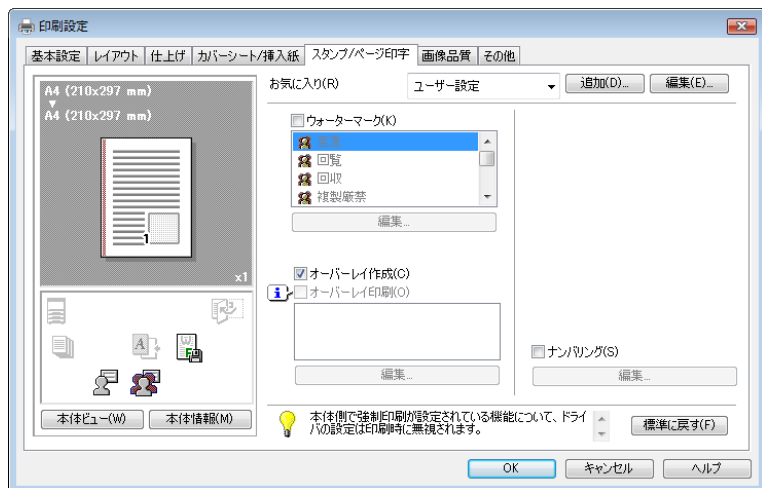 印刷設定
基本設定 レイアウト 仕上げ カバーシート/挿入紙 スタンプ/ページ印字 画像品質 その他
A4 (210x297 mm)
A4 (210x297 mm)
x1
本体ビュー(W) 本体情報(M)
お気に入り(R) ユーザー設定 追加(D)... 編集(E)...
ウォーターマーク(K)
回覧
回収
複製厳禁
編集...
オーバーレイ作成(C)
オーバーレイ印刷(O)
編集...
ナンバリング(S)
編集...
本体側で強制印刷が設定されている機能について、ドライ
バの設定は印刷時に無視されます。
標準に戻す(F)
OK キャンセル ヘルプ